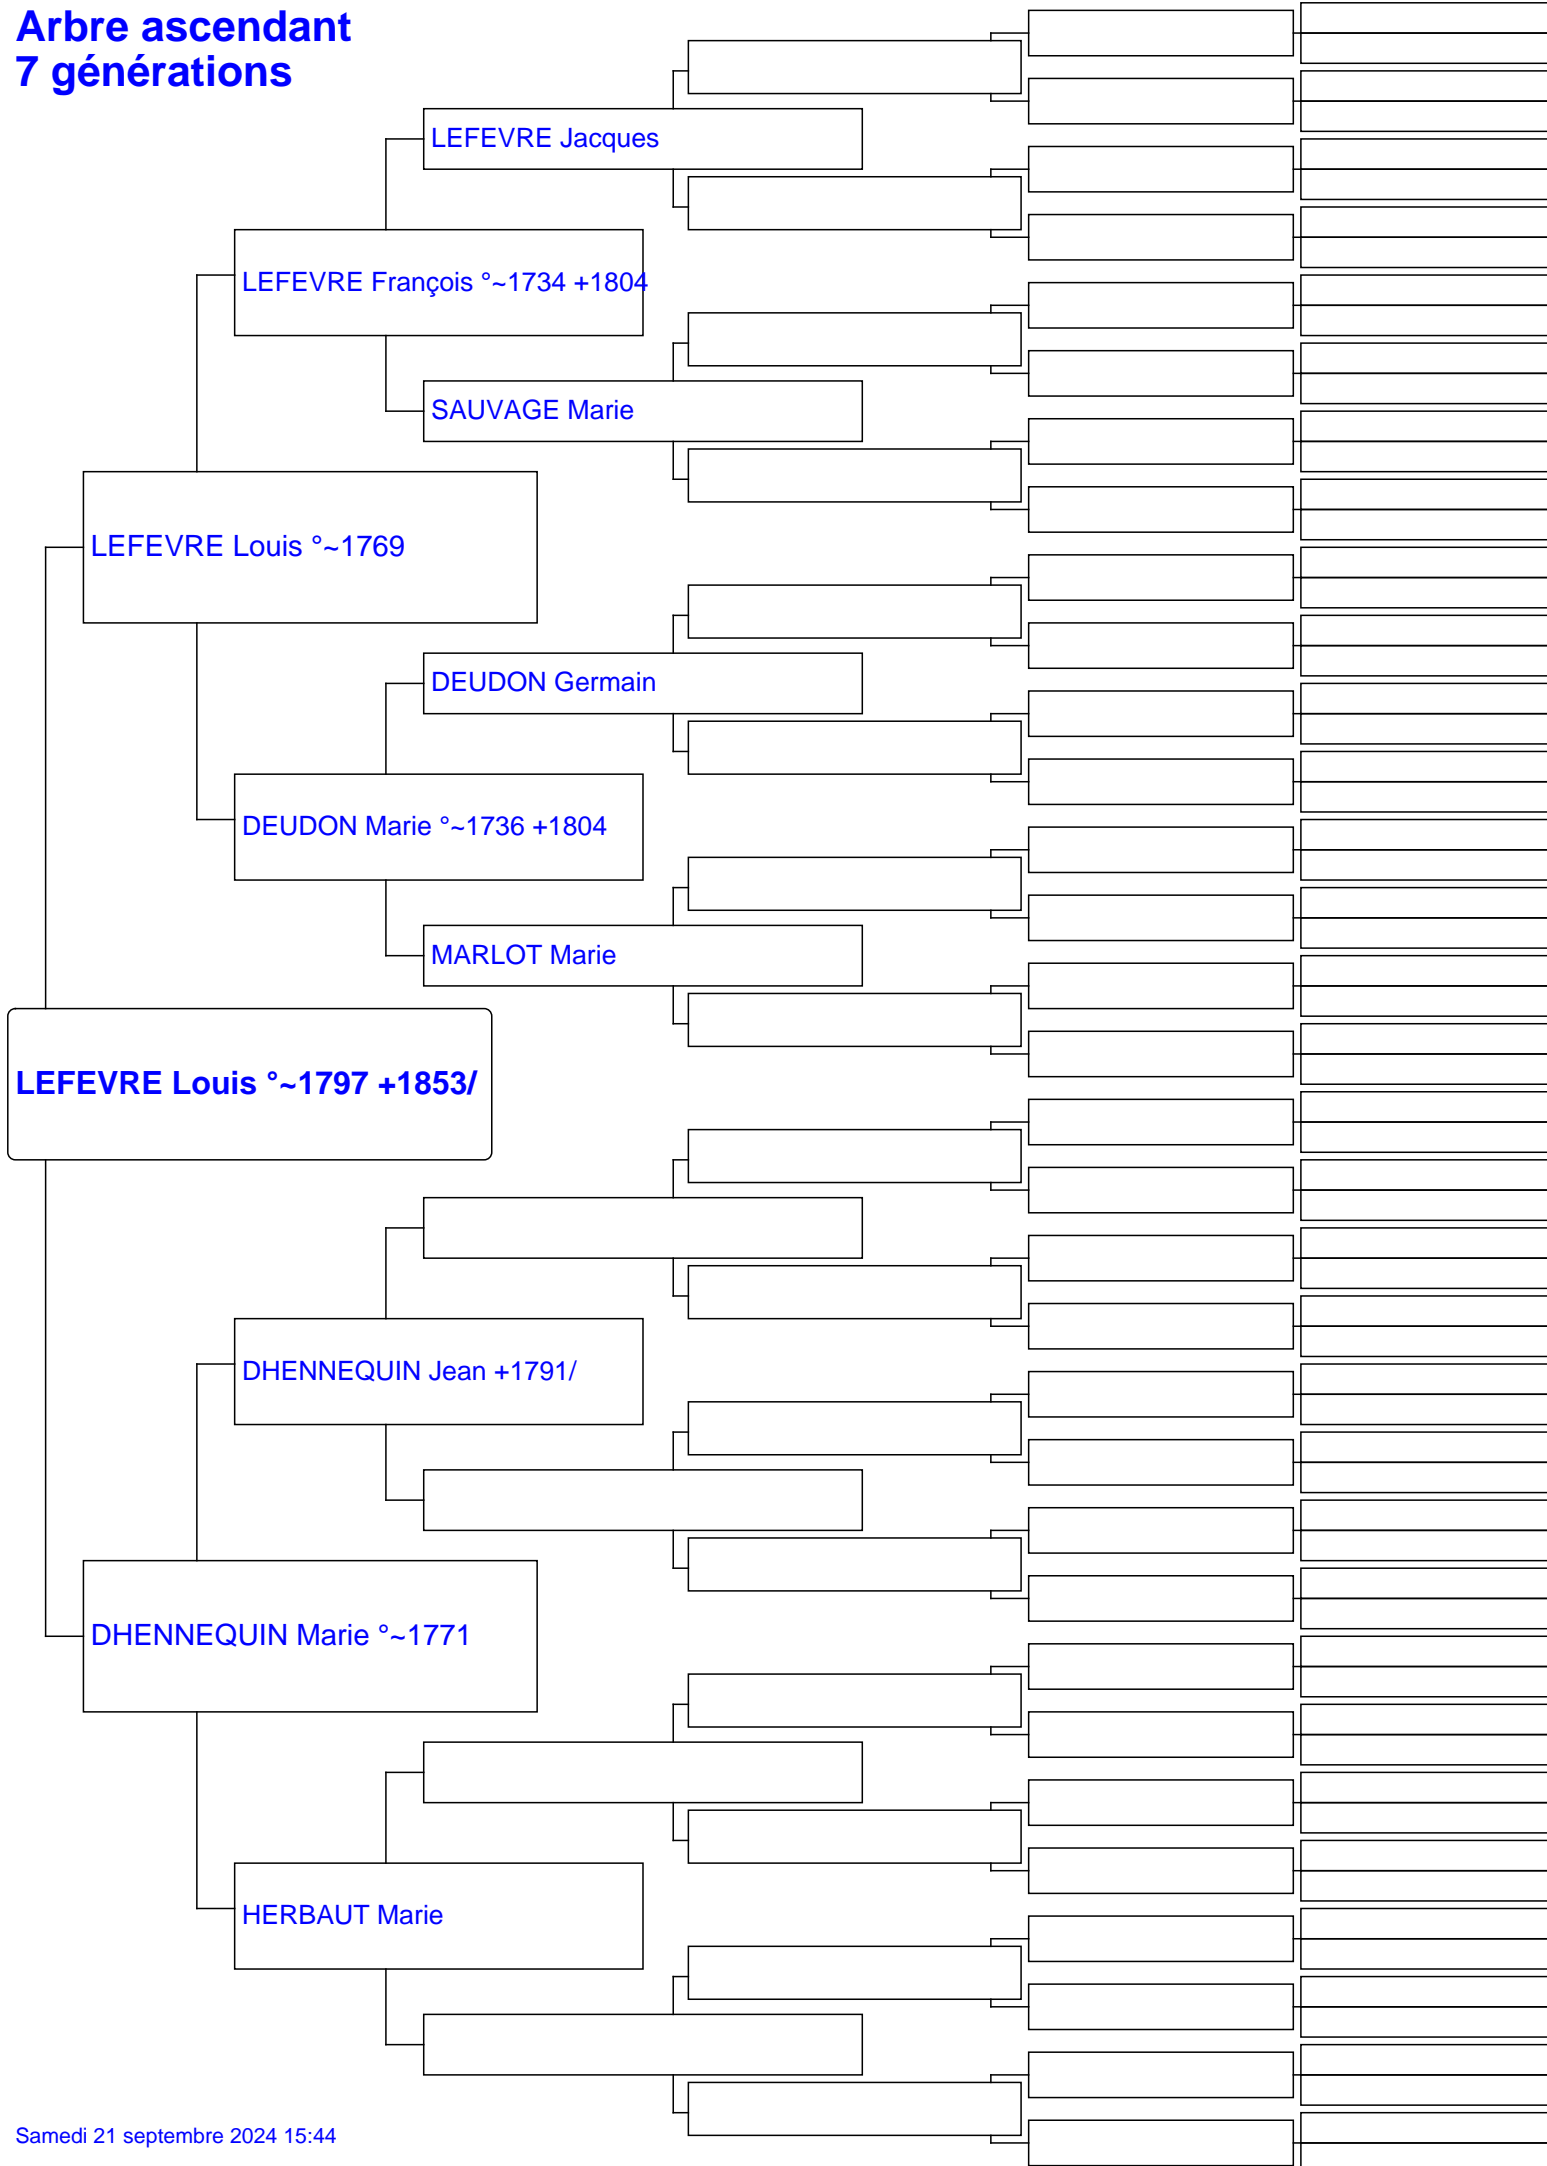 Arbre ascendant
7 générations
LEFEVRE Jacques
LEFEVRE François °~1734 +1804
SAUVAGE Marie
LEFEVRE Louis °~1769
DEUDON Germain
DEUDON Marie °~1736 +1804
MARLOT Marie
LEFEVRE Louis °~1797 +1853/
DHENNEQUIN Jean +1791/
DHENNEQUIN Marie °~1771
HERBAUT Marie
Samedi 21 septembre 2024 15:44